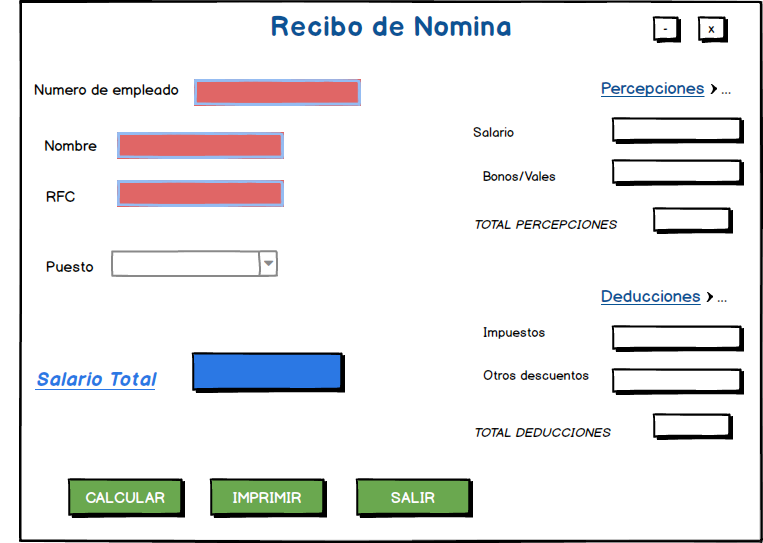 Recibo de Nomina
- x
Numero de empleado
Nombre
RFC
Puesto
Salario Total
Percepciones > ...
Salario
Bonos/Vales
TOTAL PERCEPCIONES
Deducciones > ...
Impuestos
Otros descuentos
TOTAL DEDUCCIONES
CALCULAR IMPRIMIR SALIR